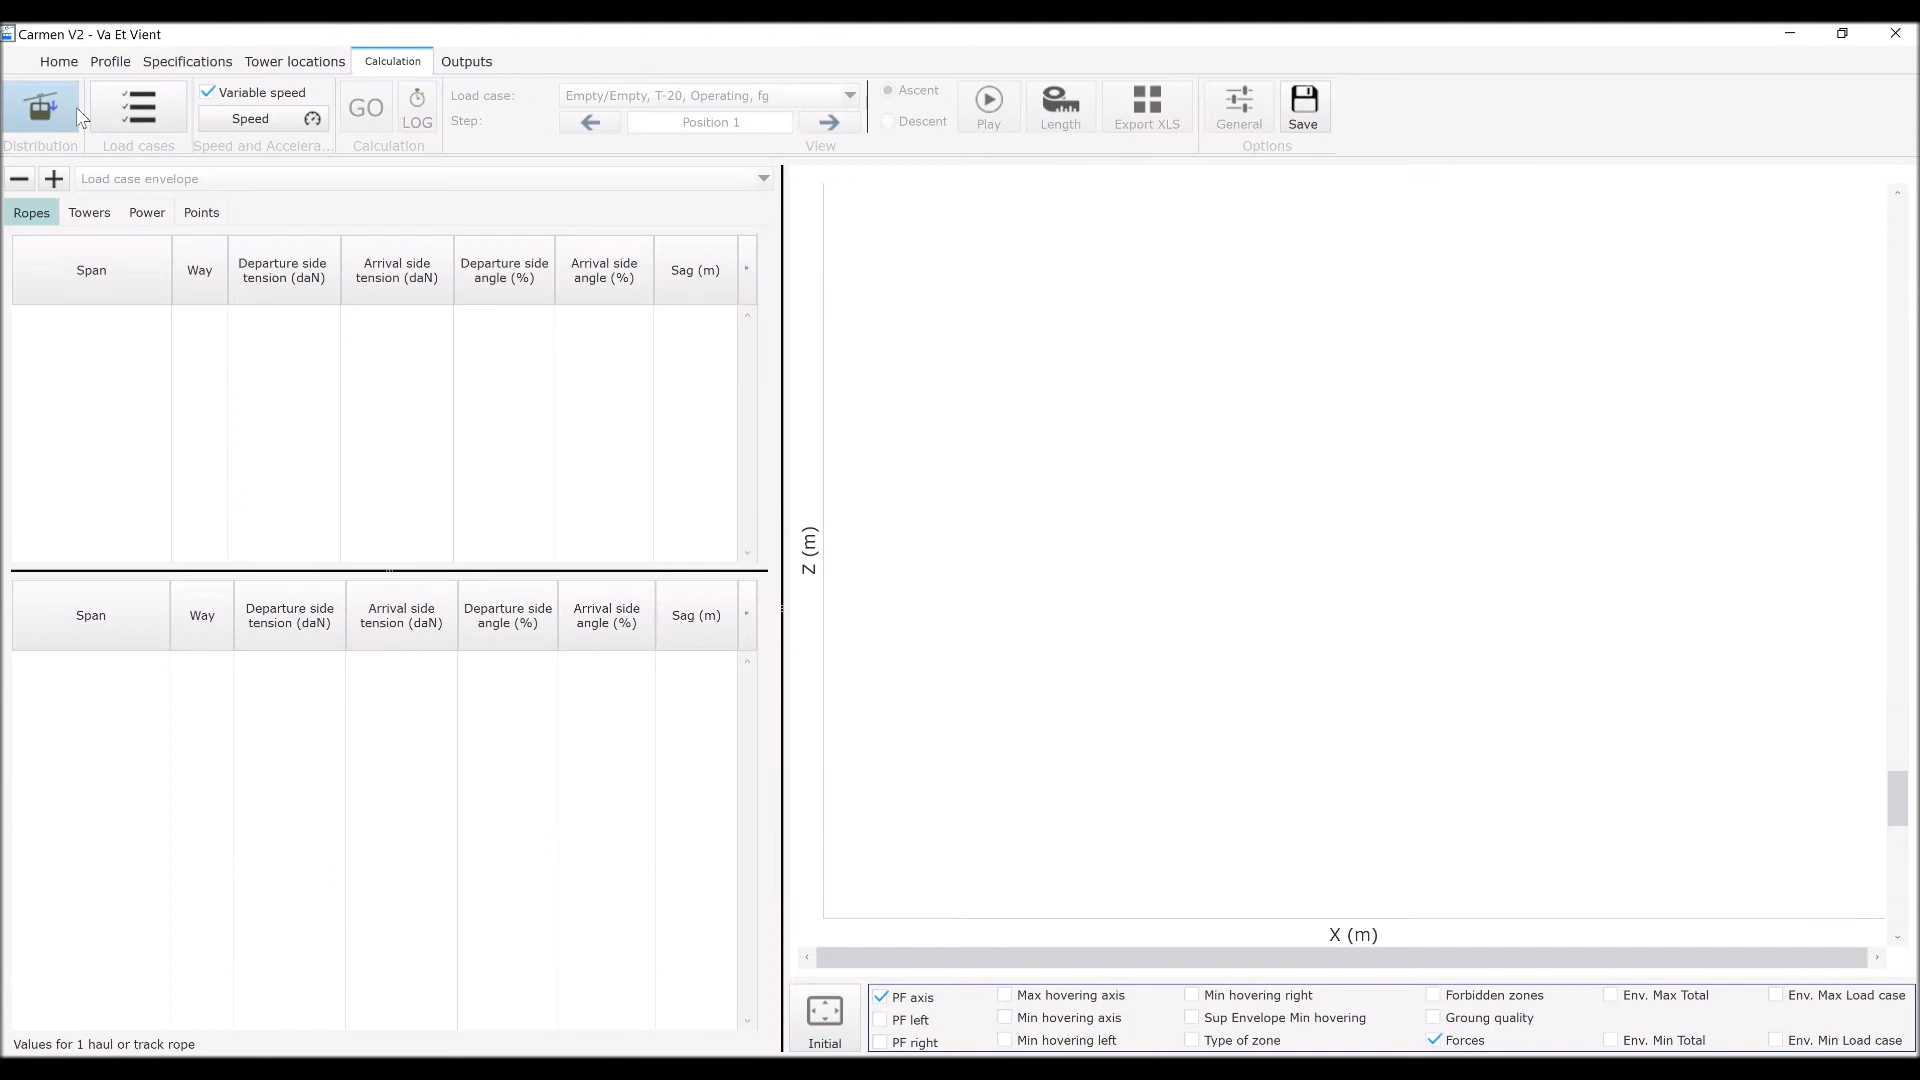 Carmen V2 - Va Et Vient
Home Profile Specifications Tower locations Calculation Outputs
Variable speed
Speed
GO
LOG
Load case: Empty/Empty, T-20, Operating, fg
Step: Position 1
Ascent
Descent
Play Length Export XLS General Save
Distribution Load cases Speed and Accelera... Calculation View Options
Load case envelope
Ropes Towers Power Points
Span Way Departure side tension (daN) Arrival side tension (daN) Departure side angle (%) Arrival side angle (%) Sag (m)
Span Way Departure side tension (daN) Arrival side tension (daN) Departure side angle (%) Arrival side angle (%) Sag (m)
Values for 1 haul or track rope
Z (m)
X (m)
Initial
PF axis Max hovering axis Min hovering right Forbidden zones Env. Max Total Env. Max Load case
PF left Min hovering axis Sup Envelope Min hovering Groung quality
PF right Min hovering left Type of zone Forces Env. Min Total Env. Min Load case